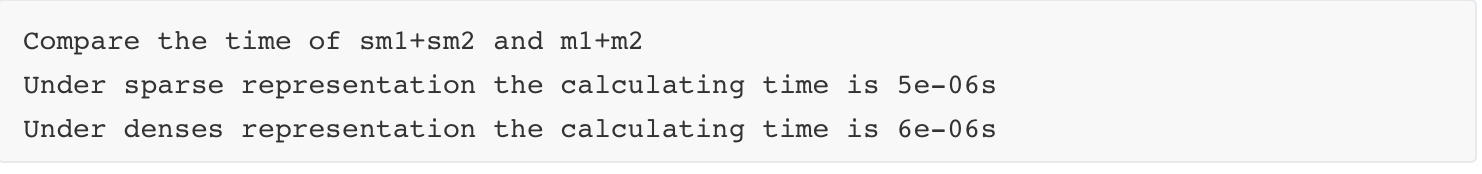 Compare the time of sm1+sm2 and m1+m2
Under sparse representation the calculating time is 5e-06s
Under denses representation the calculating time is 6e-06s